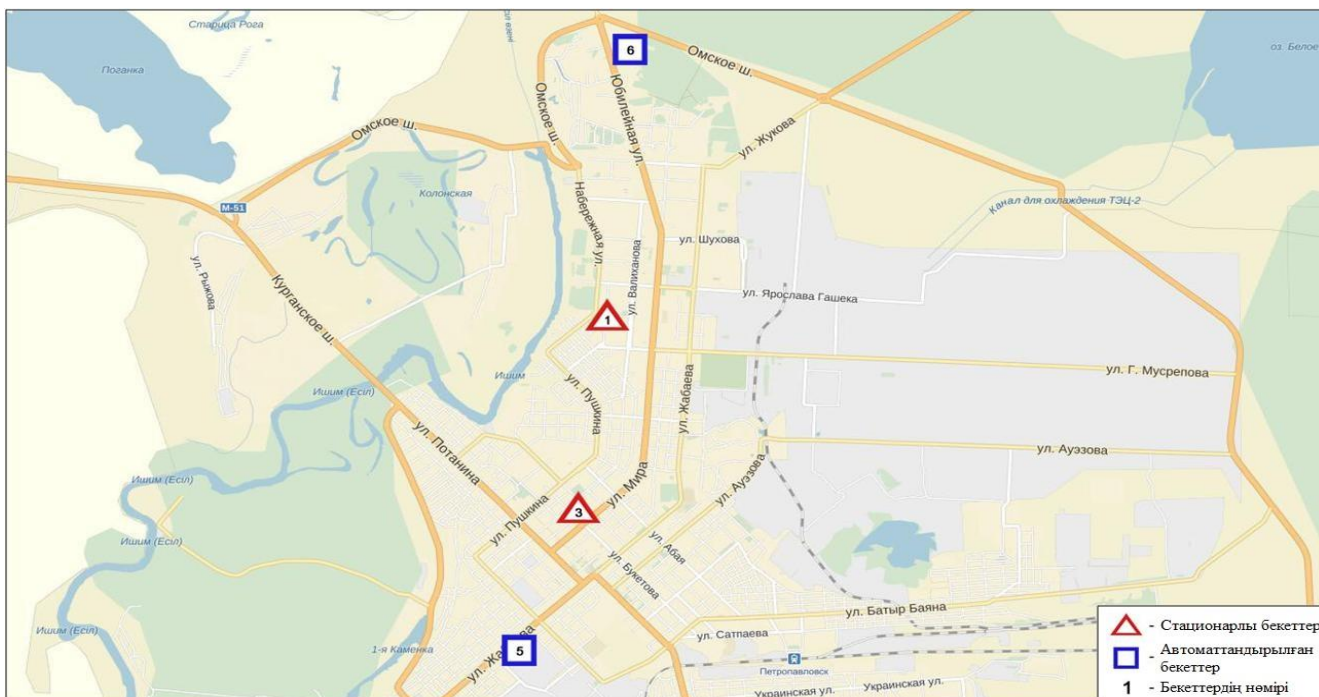 Старица Рога
Поганка
6
Омское ш.
оз. Белое
Омское ш.
Юбилейная ул.
Омское ш.
ул. Жукова
Колонская
М-51
Набережная ул.
Канал для охлаждения ТЭЦ-2
ул. Шухова
ул. Рыжова
ул. Валиханова
Курганское ш.
ул. Ярослава Гашека
1
Ишим
ул. Г. Мусрепова
Ишим (Есіл)
ул. Пушкина
ул. Жабаева
ул. Потанина
ул. Ауэзова
Ишим (Есіл)
ул. Мира
ул. Ауэзова
3
ул. Пушкина
Ишим (Есіл)
ул. Абая
ул. Букетова
ул. Батыр Баяна
Ишим (Есіл)
ул. Сатпаева
1-я Каменка
5
Петропавловск
Украинская ул.
Украинская ул.
- Стационарлы бекеттер
- Автоматтандырылған
бекеттер
1 - Бекеттердің нөмірі